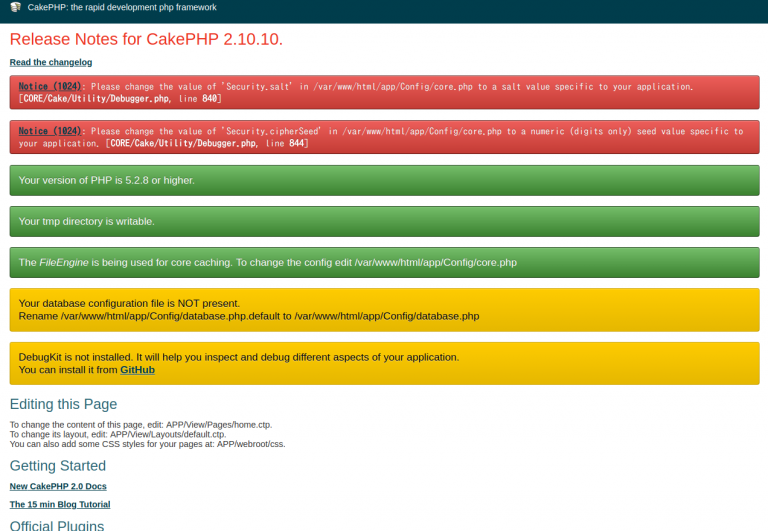 CakePHP: the rapid development php framework
Release Notes for CakePHP 2.10.10.
Read the changelog
Notice (1024): Please change the value of 'Security.salt' in /var/www/html/app/Config/core.php to a salt value specific to your application.
[CORE/Cake/Utility/Debugger.php, line 840]
Notice (1024): Please change the value of 'Security.cipherSeed' in /var/www/html/app/Config/core.php to a numeric (digits only) seed value specific to
your application. [CORE/Cake/Utility/Debugger.php, line 844]
Your version of PHP is 5.2.8 or higher.
Your tmp directory is writable.
The FileEngine is being used for core caching. To change the config edit /var/www/html/app/Config/core.php
Your database configuration file is NOT present.
Rename /var/www/html/app/Config/database.php.default to /var/www/html/app/Config/database.php
DebugKit is not installed. It will help you inspect and debug different aspects of your application.
You can install it from GitHub
Editing this Page
To change the content of this page, edit: APP/View/Pages/home.ctp.
To change its layout, edit: APP/View/Layouts/default.ctp.
You can also add some CSS styles for your pages at: APP/webroot/css.
Getting Started
New CakePHP 2.0 Docs
The 15 min Blog Tutorial
Official Plugins